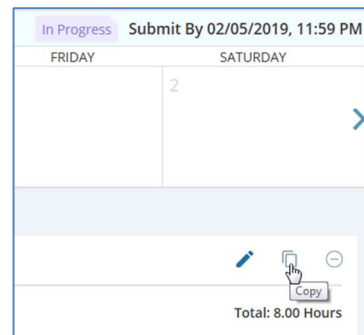 In Progress Submit By 02/05/2019, 11:59 PM
FRIDAY SATURDAY
2
Copy
Total: 8.00 Hours